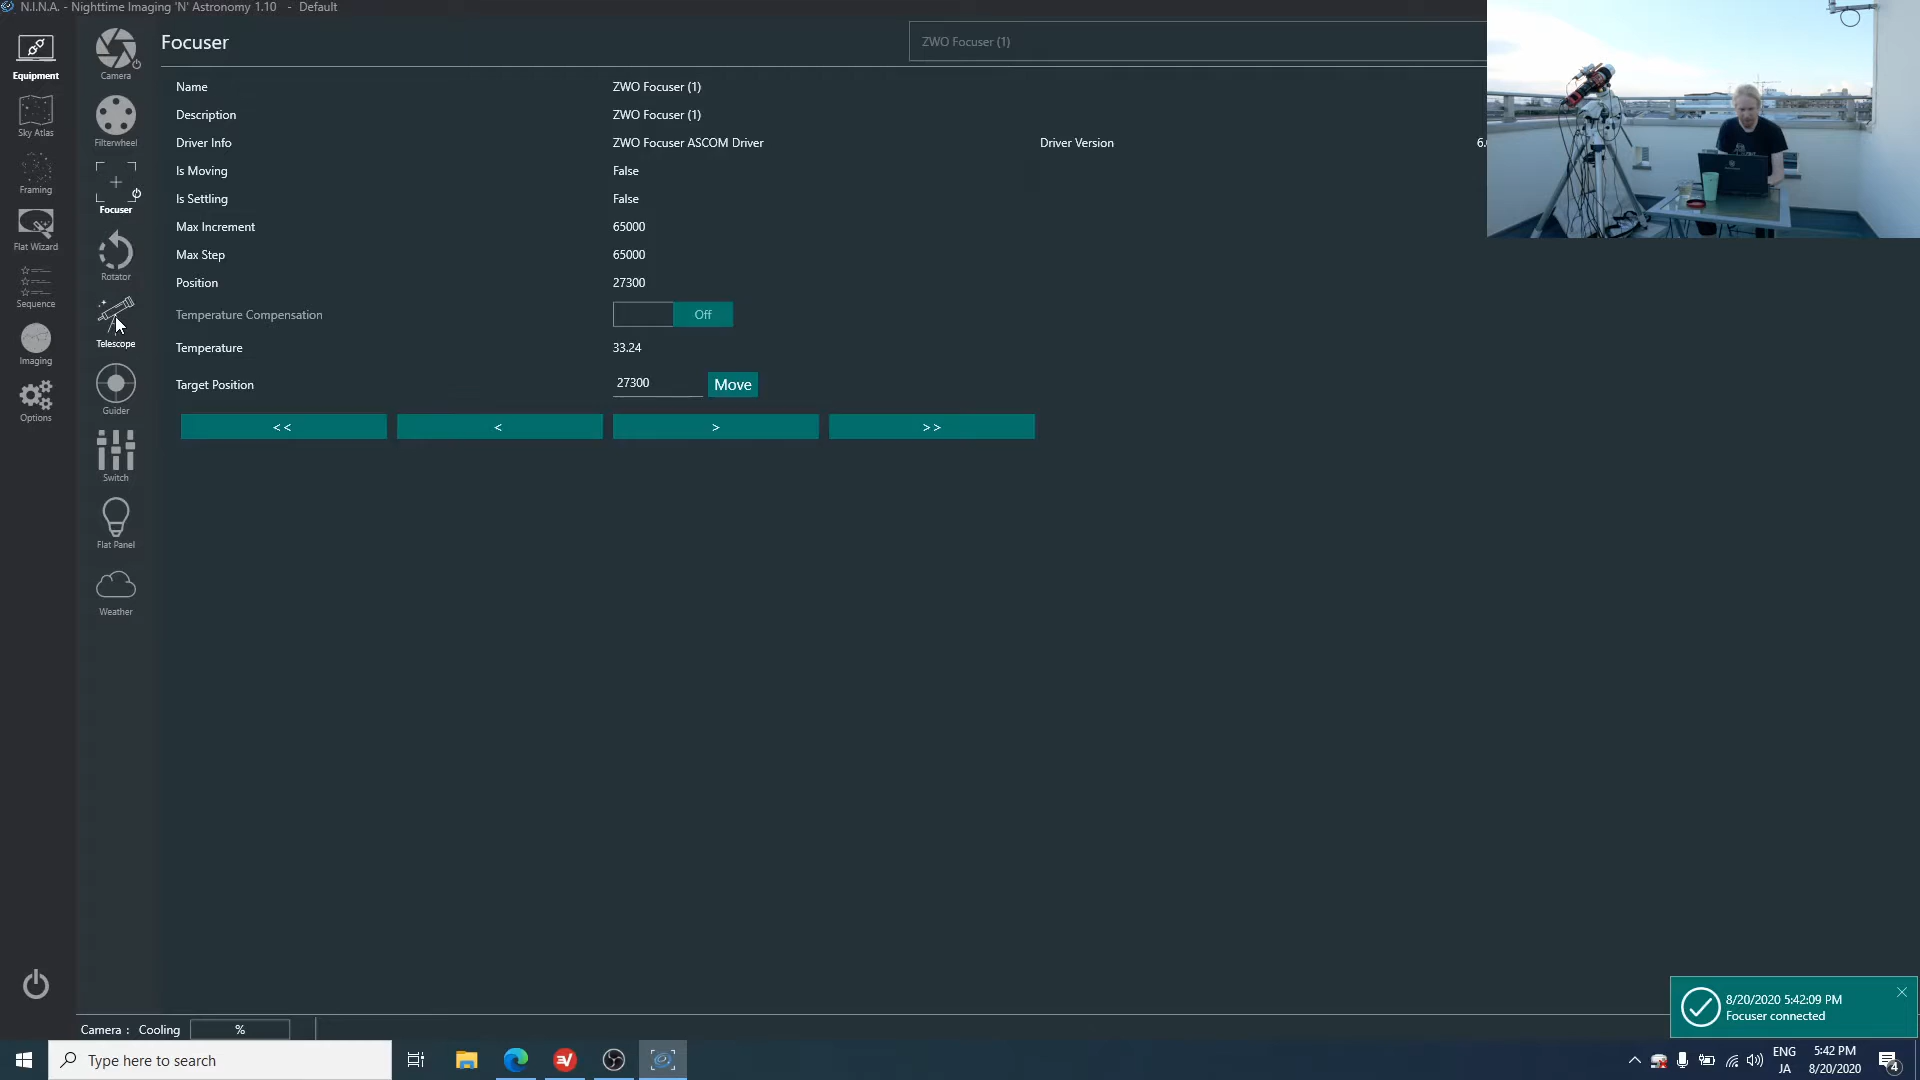 N.I.N.A. - Nighttime Imaging 'N' Astronomy 1.10 - Default
Equipment
Sky Atlas
Framing
Flat Wizard
Sequence
Imaging
Options
Camera
Filterwheel
Focuser
Rotator
Telescope
Guider
Switch
Flat Panel
Weather
Focuser
ZWO Focuser (1)
Name ZWO Focuser (1)
Description ZWO Focuser (1)
Driver Info ZWO Focuser ASCOM Driver Driver Version 6.
Is Moving False
Is Settling False
Max Increment 65000
Max Step 65000
Position 27300
Temperature Compensation Off
Temperature 33.24
Target Position 27300 Move
<< < > >>
8/20/2020 5:42:09 PM
Focuser connected
Camera : Cooling %
Type here to search
ENG
JA
5:42 PM
8/20/2020
4